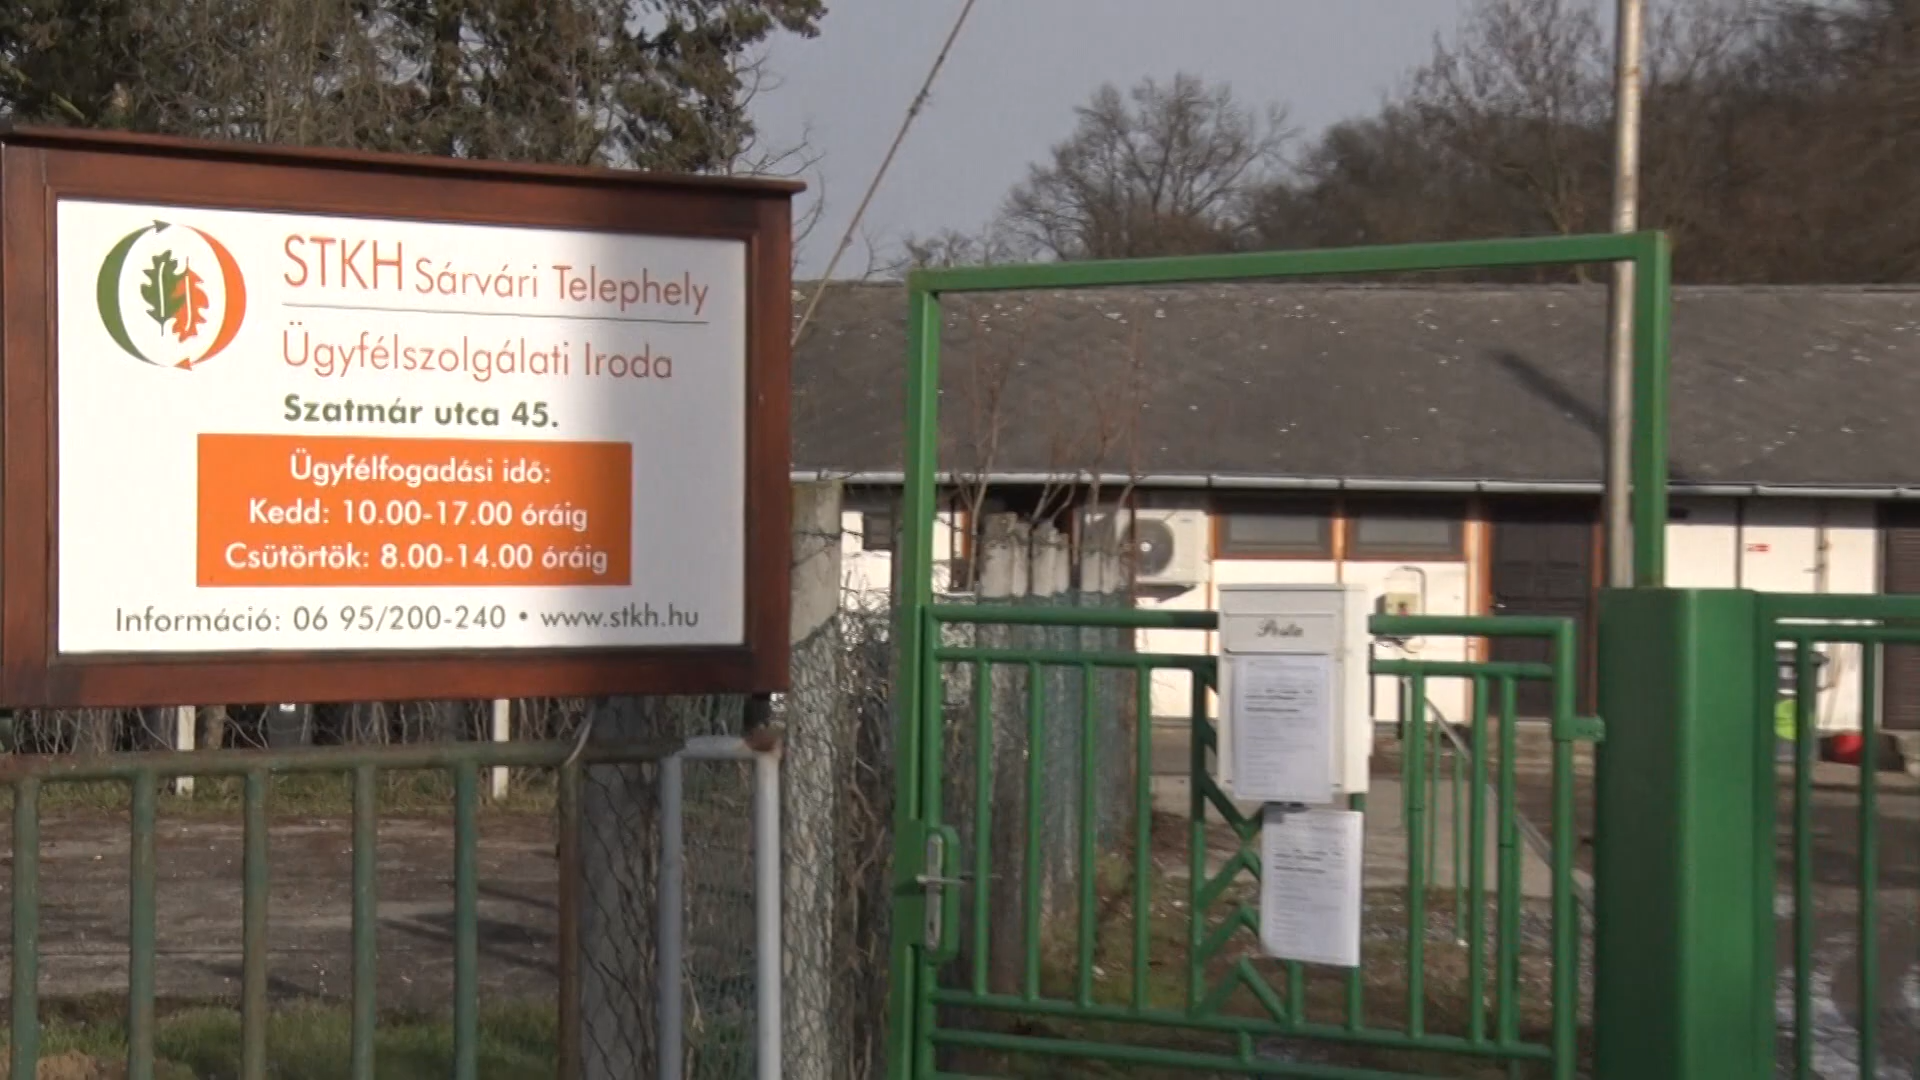 STKH Sárvári Telephely
Ügyfélszolgálati Iroda
Szatmár utca 45.
Ügyfélfogadási idő:
Kedd: 10.00-17.00 óráig
Csütörtök: 8.00-14.00 óráig
Információ: 06 95/200-240 • www.stkh.hu
Posta